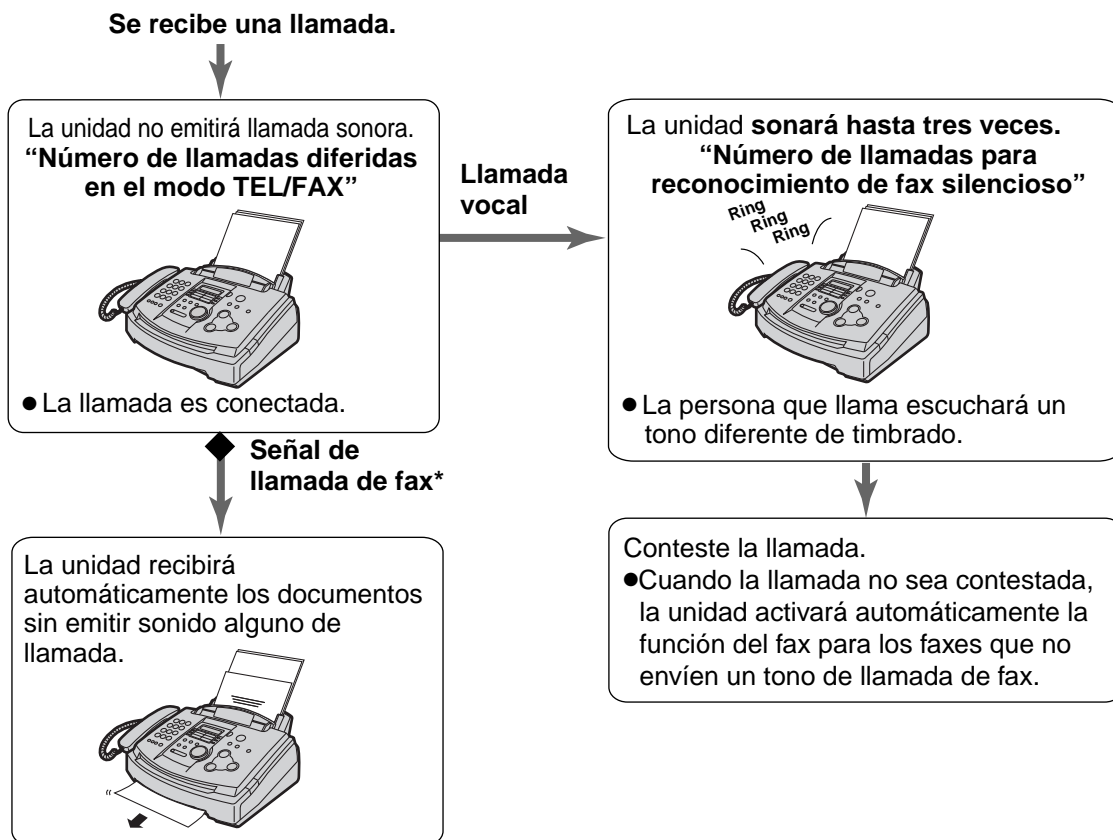 Se recibe una llamada.
La unidad no emitirá llamada sonora.
“Número de llamadas diferidas
en el modo TEL/FAX”
● La llamada es conectada.
Llamada
vocal
La unidad sonará hasta tres veces.
“Número de llamadas para
reconocimiento de fax silencioso”
Ring
Ring
Ring
● La persona que llama escuchará un
tono diferente de timbrado.
Señal de
llamada de fax*
La unidad recibirá
automáticamente los documentos
sin emitir sonido alguno de
llamada.
Conteste la llamada.
●Cuando la llamada no sea contestada,
la unidad activará automáticamente la
función del fax para los faxes que no
envíen un tono de llamada de fax.